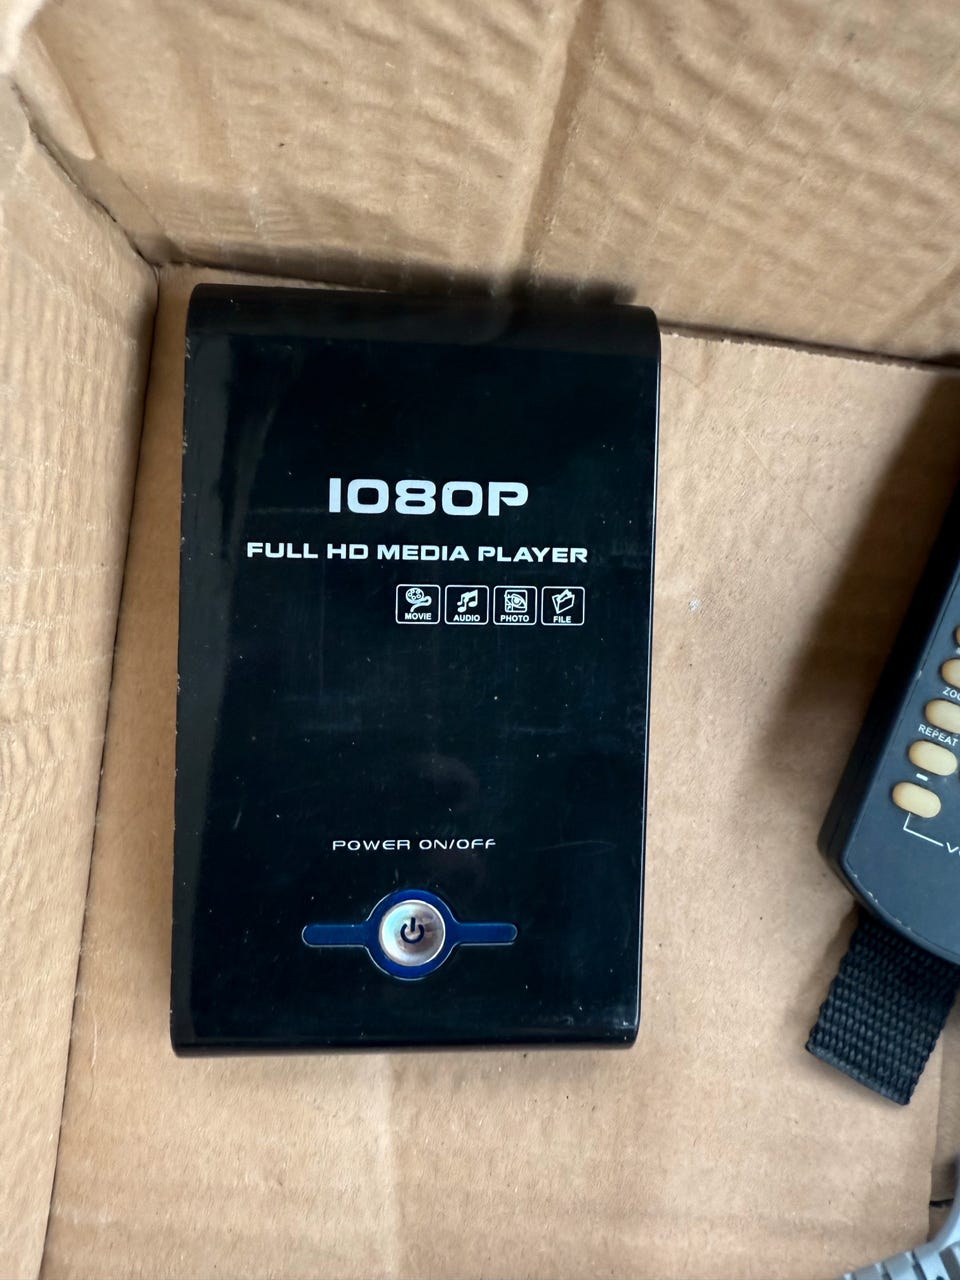 1080P
FULL HD MEDIA PLAYER
MOVIE AUDIO PHOTO FILE
POWER ON/OFF
REPEAT
-